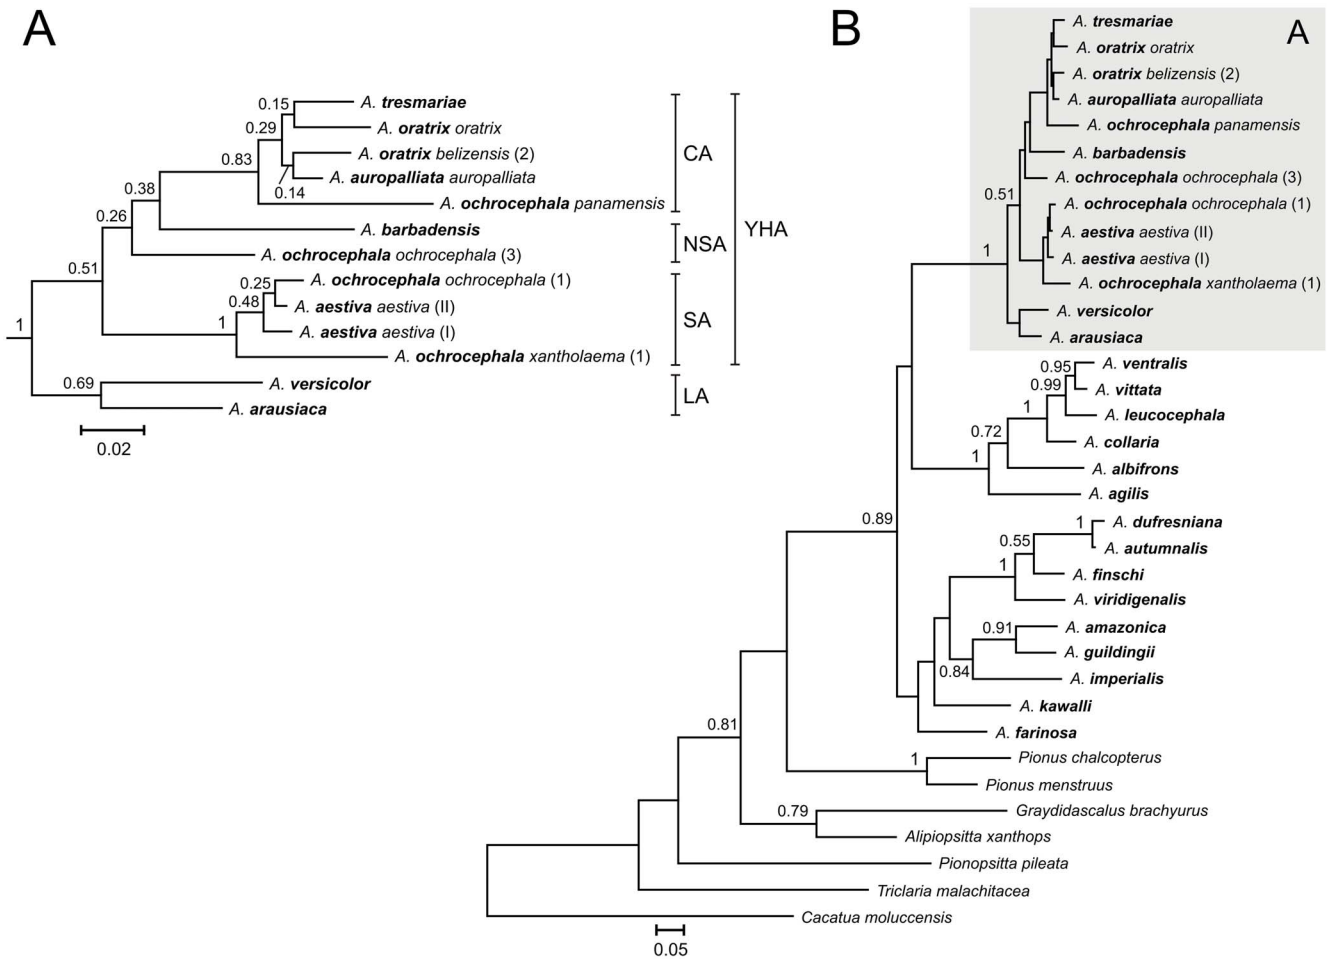 A
0.15
A. tresmariae
0.29
A. oratrix oratrix
0.83
A. oratrix belizensis (2)
A. auropalliata auropalliata
0.14
0.38
A. ochrocephala panamensis
0.26
A. barbadensis
A. ochrocephala ochrocephala (3)
0.51
0.25
A. ochrocephala ochrocephala (1)
0.48
A. aestiva aestiva (II)
1
1
A. aestiva aestiva (I)
A. ochrocephala xantholaema (1)
0.69
A. versicolor
A. arausiaca
0.02
CA
NSA
SA
LA
YHA
B
A
A. tresmariae
A. oratrix oratrix
A. oratrix belizensis (2)
A. auropalliata auropalliata
A. ochrocephala panamensis
A. barbadensis
A. ochrocephala ochrocephala (3)
0.51
A. ochrocephala ochrocephala (1)
A. aestiva aestiva (II)
1
A. aestiva aestiva (I)
A. ochrocephala xantholaema (1)
A. versicolor
A. arausiaca
0.95
A. ventralis
0.99
A. vittata
1
A. leucocephala
0.72
A. collaria
1
A. albifrons
A. agilis
0.89
1
A. dufresniana
0.55
A. autumnalis
1
A. finschi
A. viridigenalis
0.91
A. amazonica
A. guildingii
0.84
A. imperialis
A. kawalli
0.81
A. farinosa
1
Pionus chalcopterus
Pionus menstruus
0.79
Graydidascalus brachyurus
Alipiopsitta xanthops
Pionopsitta pileata
Triclaria malachitacea
Cacatua moluccensis
0.05